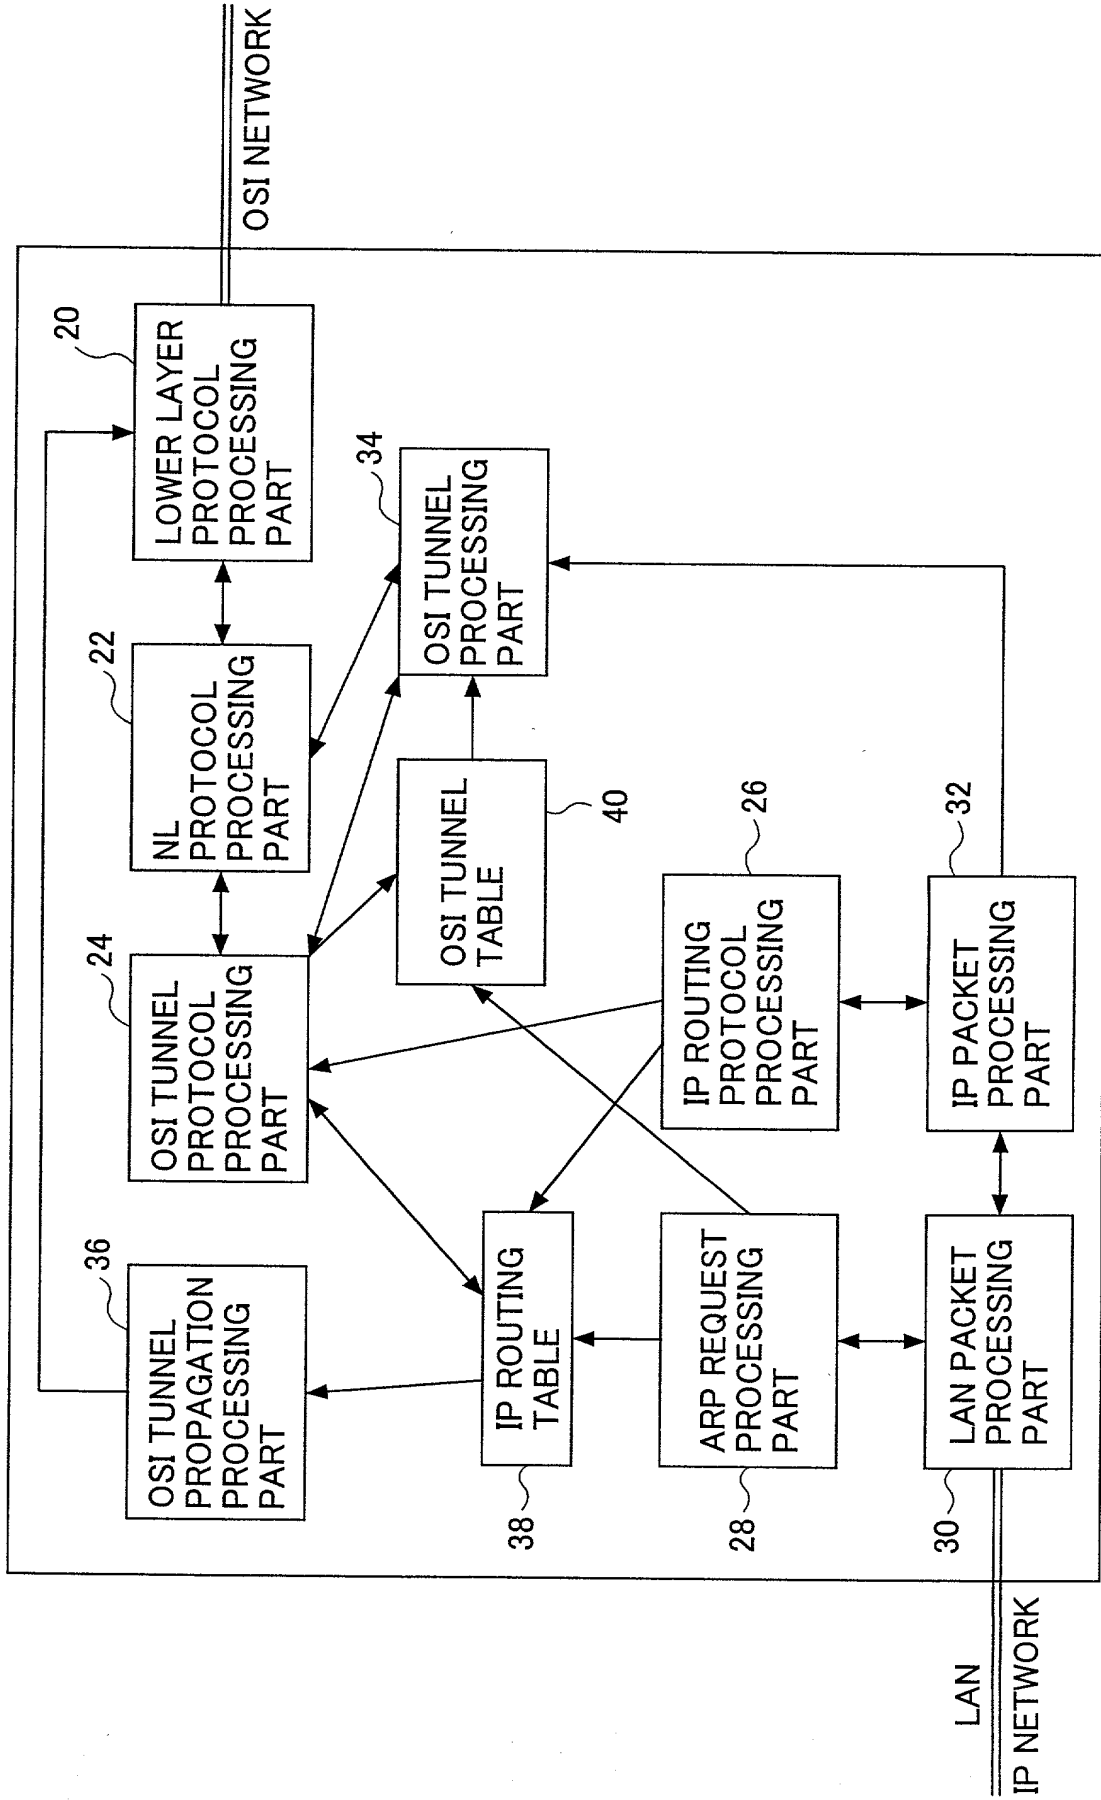 OSI NETWORK
20
LOWER LAYER
PROTOCOL
PROCESSING
PART
22
NL
PROTOCOL
PROCESSING
PART
24
OSI TUNNEL
PROTOCOL
PROCESSING
PART
36
OSI TUNNEL
PROPAGATION
PROCESSING
PART
34
OSI TUNNEL
PROCESSING
PART
40
OSI TUNNEL
TABLE
38
IP ROUTING
TABLE
26
IP ROUTING
PROTOCOL
PROCESSING
PART
28
ARP REQUEST
PROCESSING
PART
32
IP PACKET
PROCESSING
PART
30
LAN PACKET
PROCESSING
PART
LAN
IP NETWORK